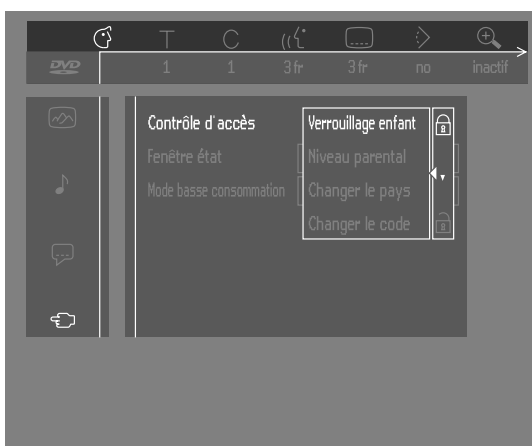 T C
DVD 1 1 3 fr 3 fr no inactif
Contrôle d'accès
Fenêtre état
Mode basse consommation
Verrouillage enfant
Niveau parental
Changer le pays
Changer le code